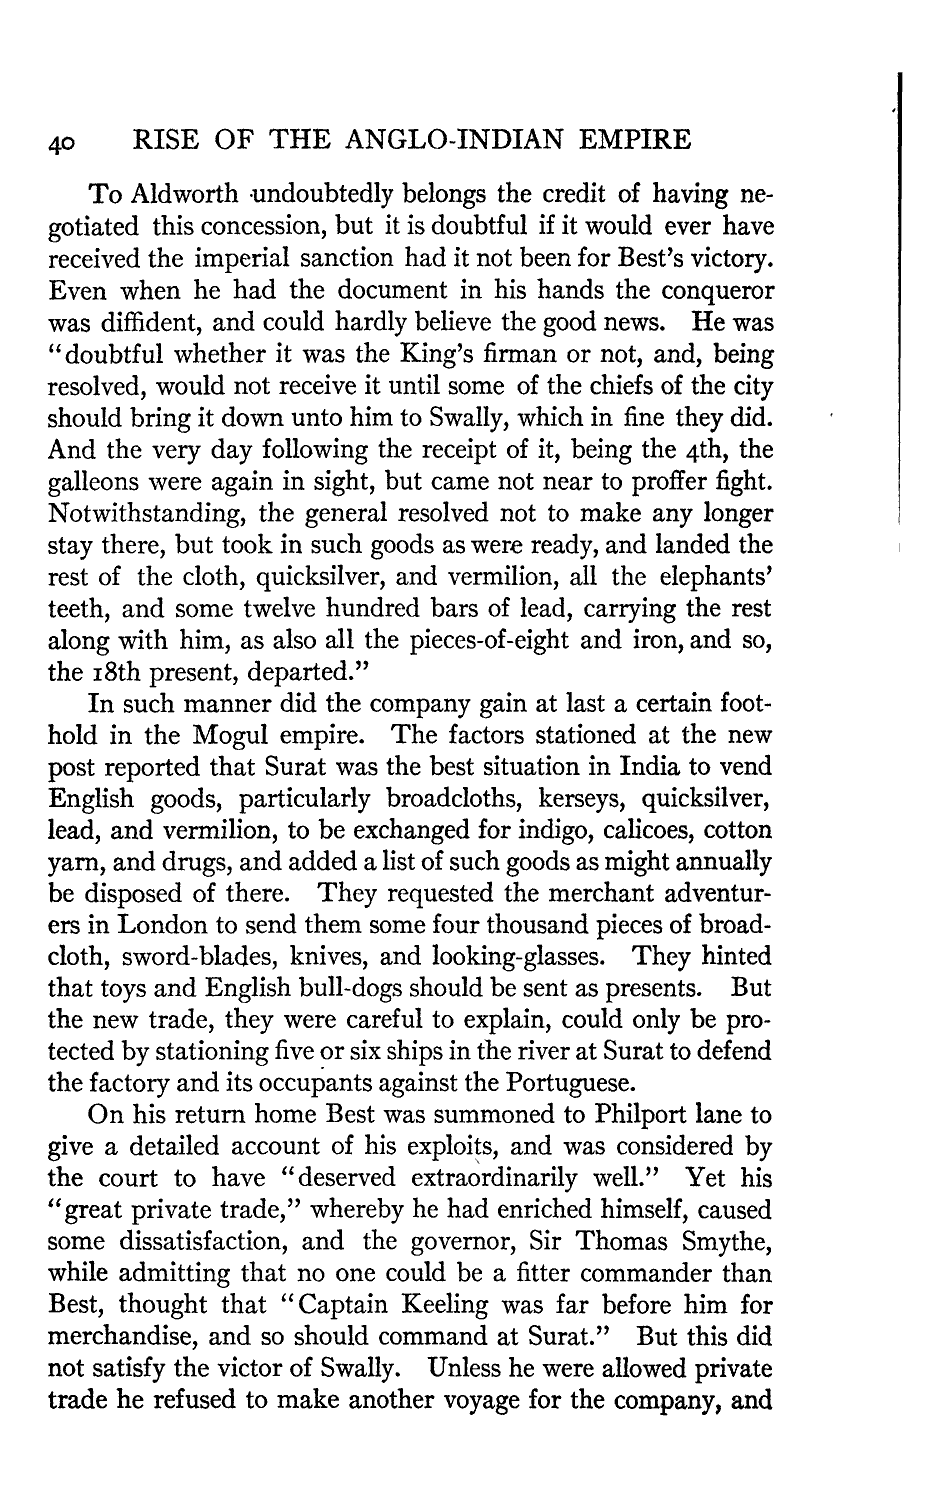 40 RISE OF THE ANGLO-INDIAN EMPIRE
To Aldworth undoubtedly belongs the credit of having ne-
gotiated this concession, but it is doubtful if it would ever have
received the imperial sanction had it not been for Best's victory.
Even when he had the document in his hands the conqueror
was diffident, and could hardly believe the good news. He was
“doubtful whether it was the King's firman or not, and, being
resolved, would not receive it until some of the chiefs of the city
should bring it down unto him to Swally, which in fine they did.
And the very day following the receipt of it, being the 4th, the
galleons were again in sight, but came not near to proffer fight.
Notwithstanding, the general resolved not to make any longer
stay there, but took in such goods as were ready, and landed the
rest of the cloth, quicksilver, and vermilion, all the elephants'
teeth, and some twelve hundred bars of lead, carrying the rest
along with him, as also all the pieces-of-eight and iron, and so,
the 18th present, departed.”
In such manner did the company gain at last a certain foot-
hold in the Mogul empire. The factors stationed at the new
post reported that Surat was the best situation in India to vend
English goods, particularly broadcloths, kerseys, quicksilver,
lead, and vermilion, to be exchanged for indigo, calicoes, cotton
yarn, and drugs, and added a list of such goods as might annually
be disposed of there. They requested the merchant adventur-
ers in London to send them some four thousand pieces of broad-
cloth, sword-blades, knives, and looking-glasses. They hinted
that toys and English bull-dogs should be sent as presents. But
the new trade, they were careful to explain, could only be pro-
tected by stationing five or six ships in the river at Surat to defend
the factory and its occupants against the Portuguese.
On his return home Best was summoned to Philport lane to
give a detailed account of his exploits, and was considered by
the court to have “deserved extraordinarily well.” Yet his
“great private trade,” whereby he had enriched himself, caused
some dissatisfaction, and the governor, Sir Thomas Smythe,
while admitting that no one could be a fitter commander than
Best, thought that “Captain Keeling was far before him for
merchandise, and so should command at Surat.” But this did
not satisfy the victor of Swally. Unless he were allowed private
trade he refused to make another voyage for the company, and